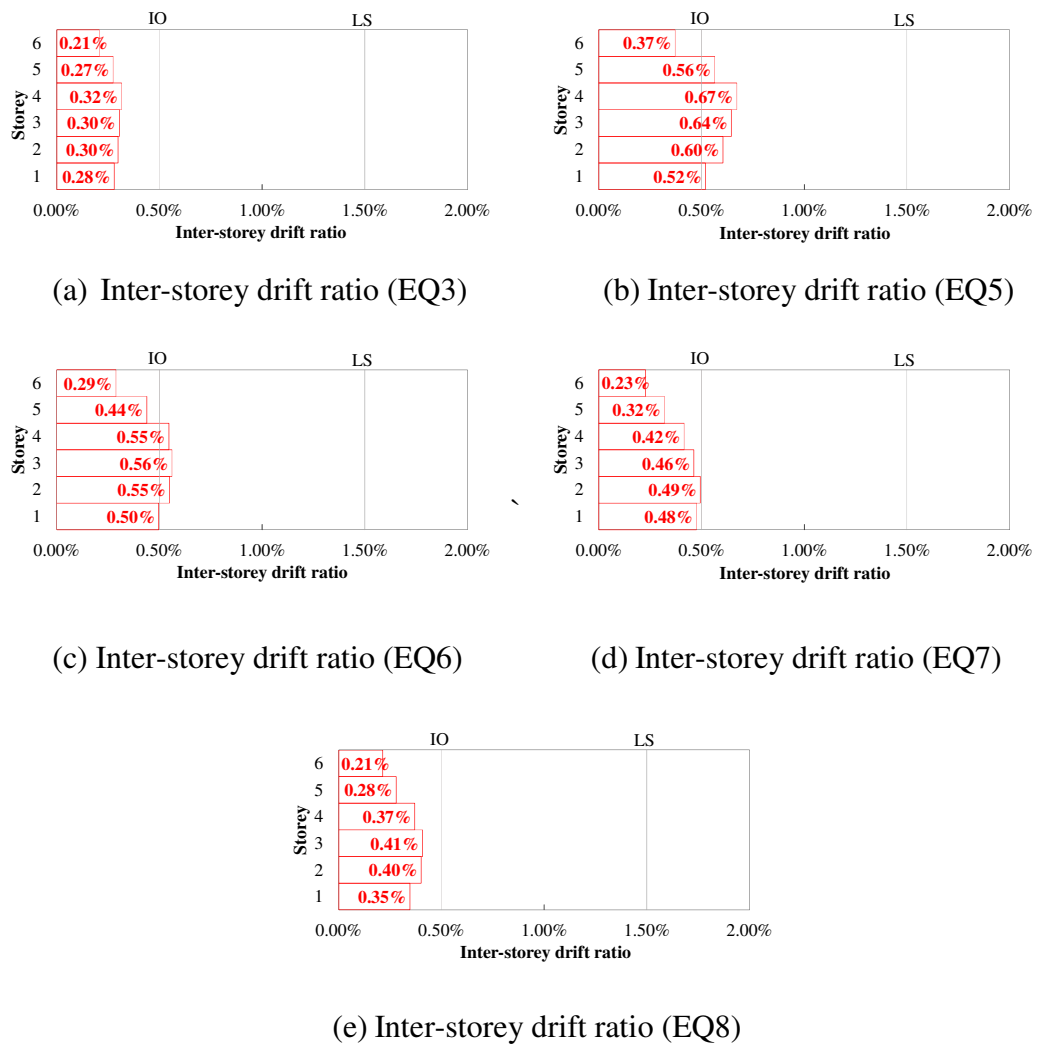 IO LS
6 0.21%
5 0.27%
4 0.32%
3 0.30%
2 0.30%
1 0.28%
Storey
0.00% 0.50% 1.00% 1.50% 2.00%
Inter-storey drift ratio
(a) Inter-storey drift ratio (EQ3)
IO LS
6 0.37%
5 0.56%
4 0.67%
3 0.64%
2 0.60%
1 0.52%
Storey
0.00% 0.50% 1.00% 1.50% 2.00%
Inter-storey drift ratio
(b) Inter-storey drift ratio (EQ5)
IO LS
6 0.29%
5 0.44%
4 0.55%
3 0.56%
2 0.55%
1 0.50%
Storey
0.00% 0.50% 1.00% 1.50% 2.00%
Inter-storey drift ratio
(c) Inter-storey drift ratio (EQ6)
`
IO LS
6 0.23%
5 0.32%
4 0.42%
3 0.46%
2 0.49%
1 0.48%
Storey
0.00% 0.50% 1.00% 1.50% 2.00%
Inter-storey drift ratio
(d) Inter-storey drift ratio (EQ7)
IO LS
6 0.21%
5 0.28%
4 0.37%
3 0.41%
2 0.40%
1 0.35%
Storey
0.00% 0.50% 1.00% 1.50% 2.00%
Inter-storey drift ratio
(e) Inter-storey drift ratio (EQ8)